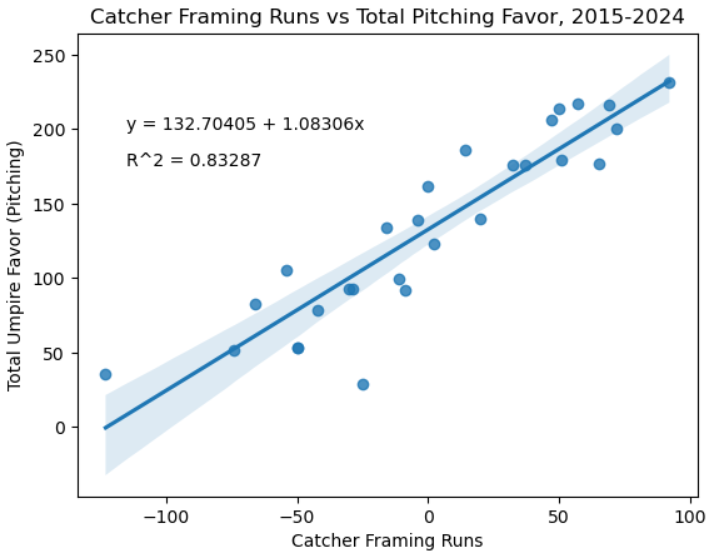 Catcher Framing Runs vs Total Pitching Favor, 2015-2024
250
y = 132.70405 + 1.08306x
R^2 = 0.83287
200
150
100
50
0
Total Umpire Favor (Pitching)
−100
−50
0
50
100
Catcher Framing Runs